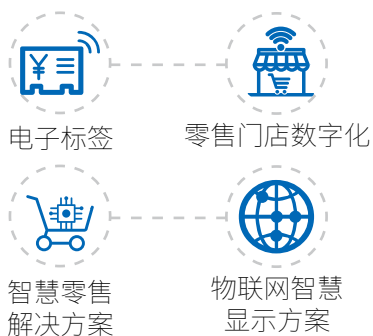 ¥
电子标签
零售门店数字化
智慧零售
解决方案
物联网智慧
显示方案